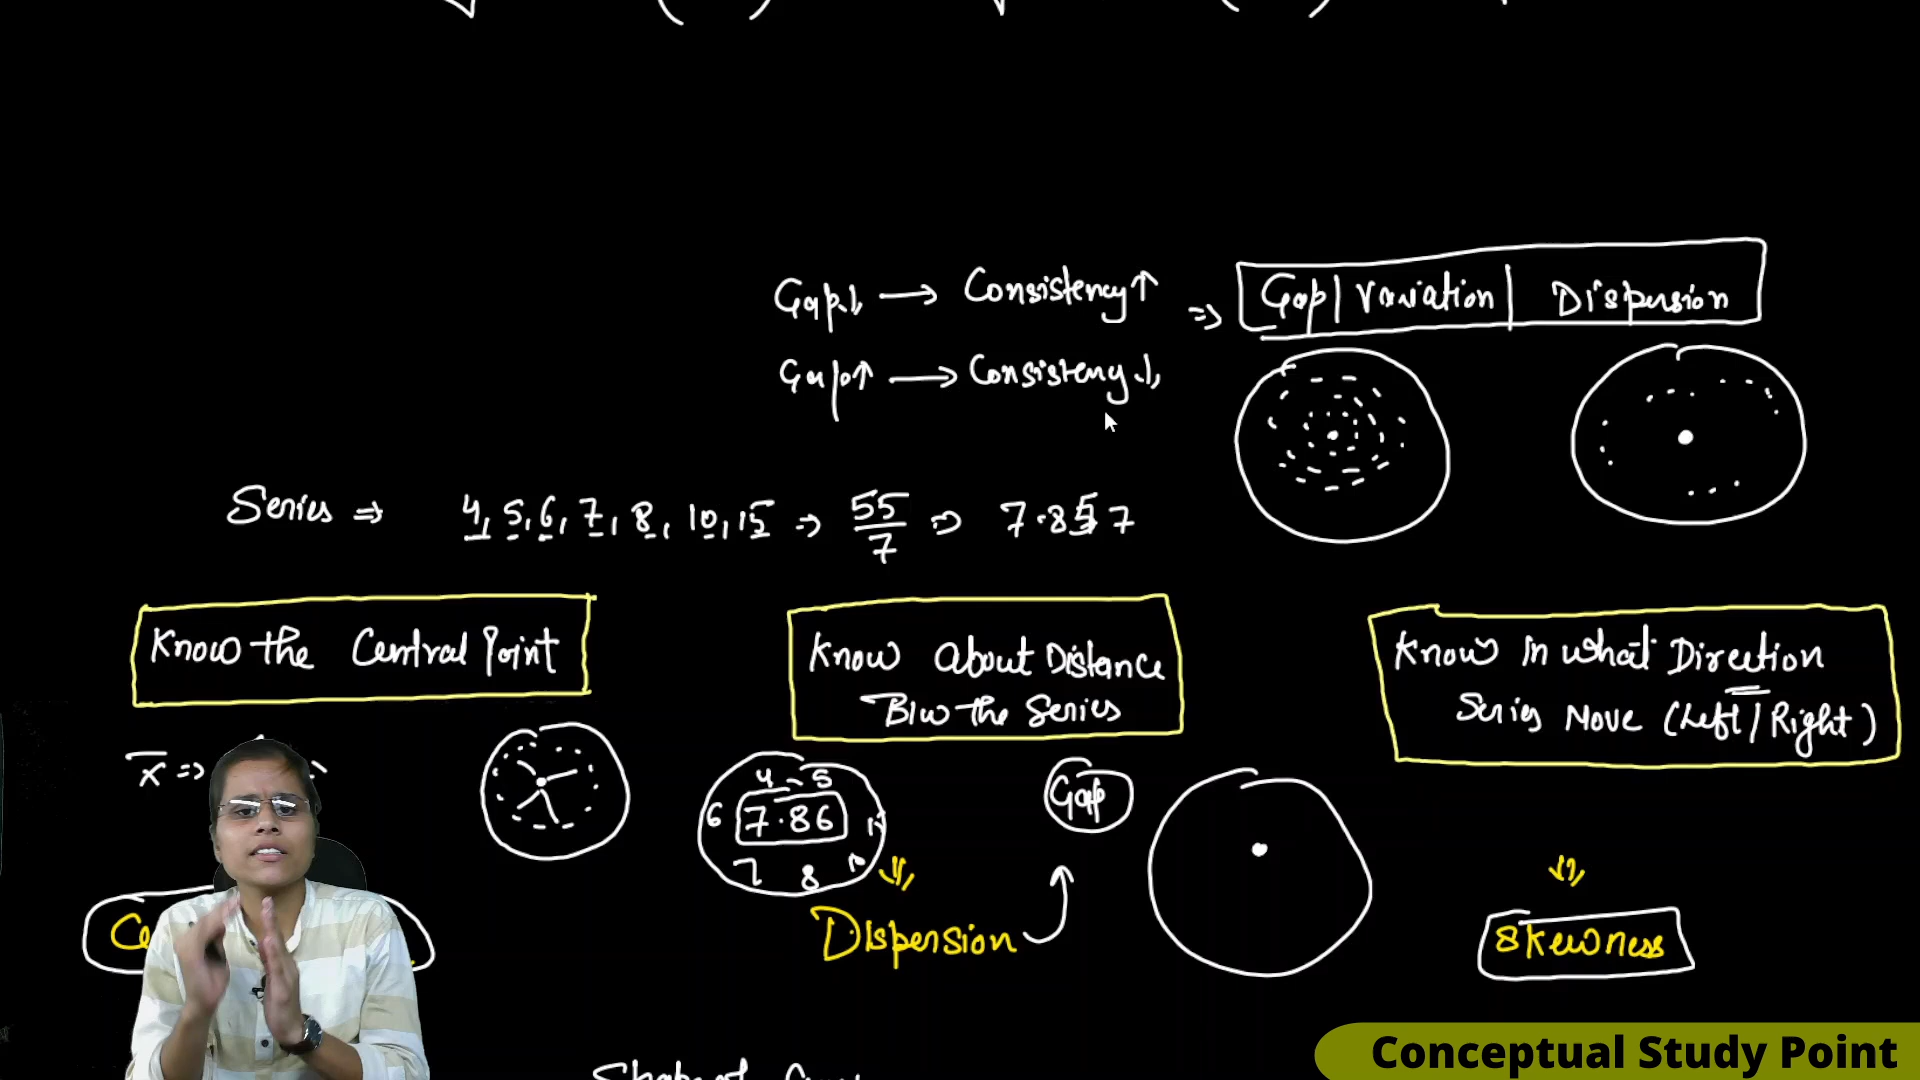 Gap↓ → Consistency↑ ⇒ Gap | Variation | Dispersion
Gap↑ → Consistency↓
Series ⇒ 4, 5, 6, 7, 8, 10, 15 ⇒ 55/7 ⇒ 7.857
Know the Central Point
Know about Distance
B/w the Series
Know in what Direction
Series Move (Left / Right)
x̄ ⇒
4 5
6 7.86
7 8 10
Gap
Dispersion
Skewness
Conceptual Study Point